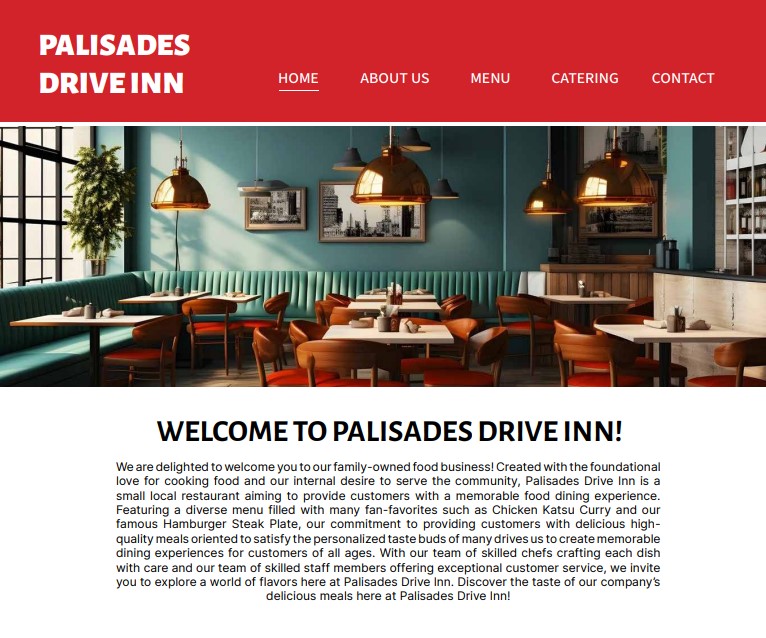 PALISADES
DRIVE INN
HOME ABOUT US MENU CATERING CONTACT
WELCOME TO PALISADES DRIVE INN!
We are delighted to welcome you to our family-owned food business! Created with the foundational
love for cooking food and our internal desire to serve the community, Palisades Drive Inn is a
small local restaurant aiming to provide customers with a memorable food dining experience.
Featuring a diverse menu filled with many fan-favorites such as Chicken Katsu Curry and our
famous Hamburger Steak Plate, our commitment to providing customers with delicious high-
quality meals oriented to satisfy the personalized taste buds of many drives us to create memorable
dining experiences for customers of all ages. With our team of skilled chefs crafting each dish
with care and our team of skilled staff members offering exceptional customer service, we invite
you to explore a world of flavors here at Palisades Drive Inn. Discover the taste of our company's
delicious meals here at Palisades Drive Inn!